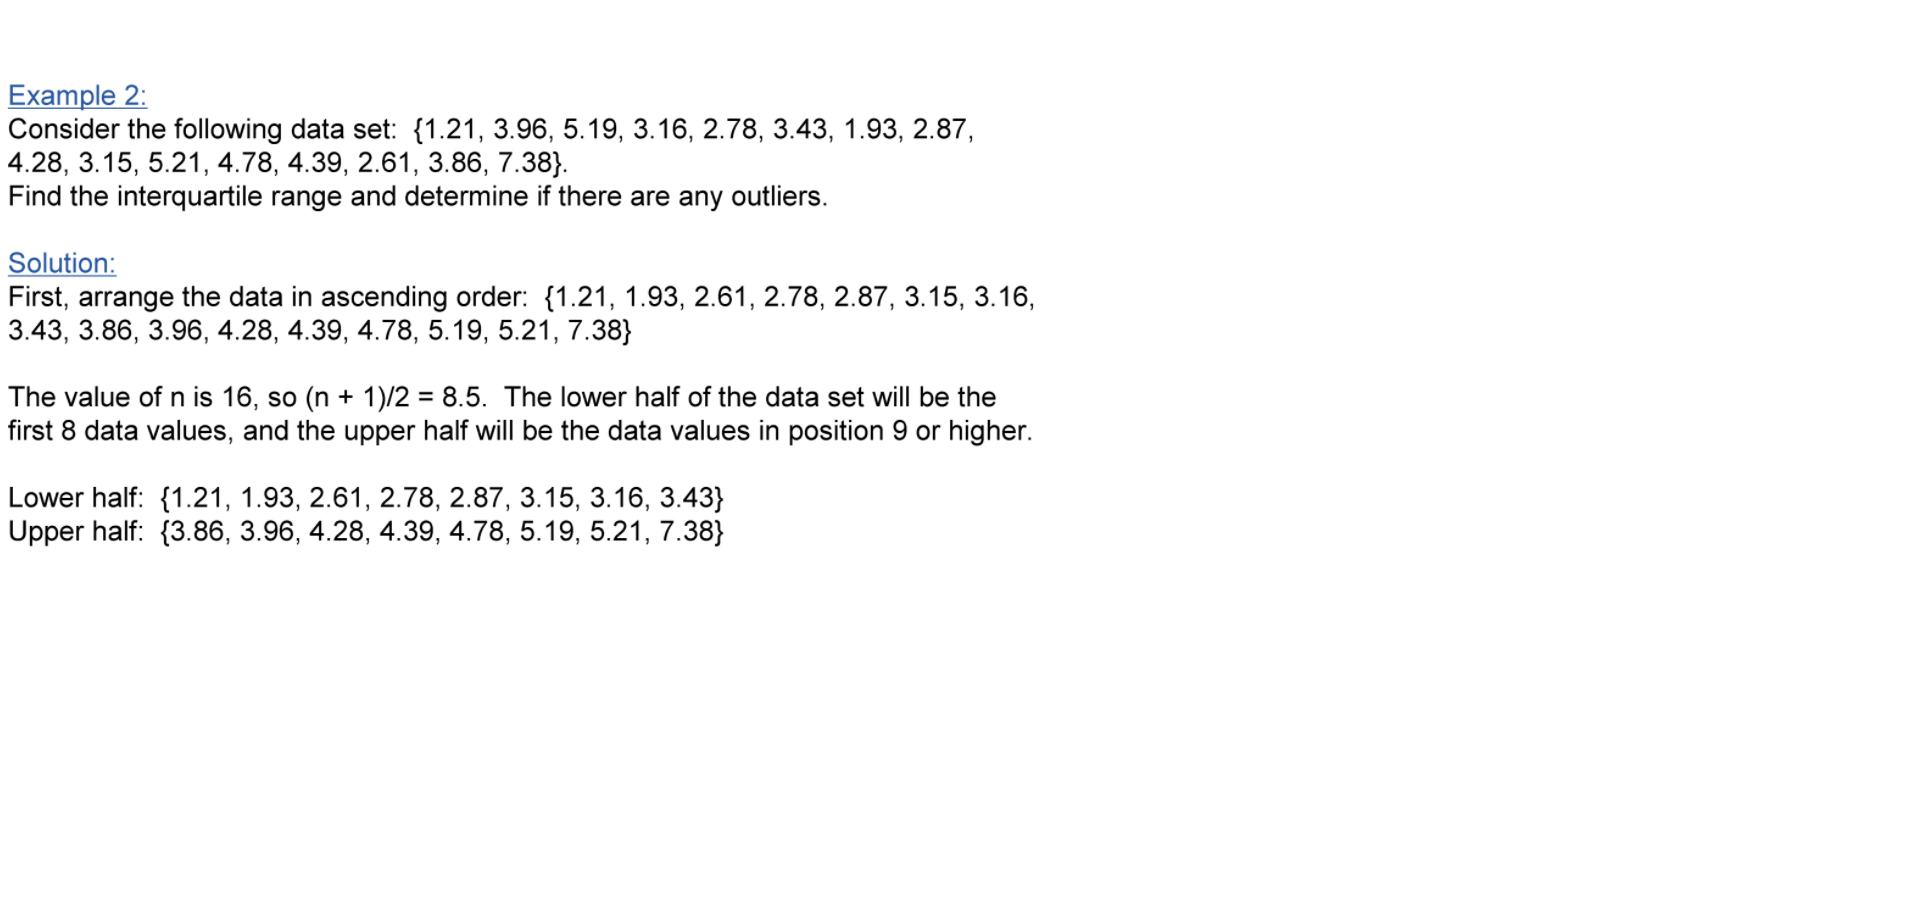 Example 2:
Consider the following data set:  {1.21, 3.96, 5.19, 3.16, 2.78, 3.43, 1.93, 2.87,
4.28, 3.15, 5.21, 4.78, 4.39, 2.61, 3.86, 7.38}.
Find the interquartile range and determine if there are any outliers.
Solution:
First, arrange the data in ascending order:  {1.21, 1.93, 2.61, 2.78, 2.87, 3.15, 3.16,
3.43, 3.86, 3.96, 4.28, 4.39, 4.78, 5.19, 5.21, 7.38}
The value of n is 16, so (n + 1)/2 = 8.5.  The lower half of the data set will be the
first 8 data values, and the upper half will be the data values in position 9 or higher.
Lower half:  {1.21, 1.93, 2.61, 2.78, 2.87, 3.15, 3.16, 3.43}
Upper half:  {3.86, 3.96, 4.28, 4.39, 4.78, 5.19, 5.21, 7.38}